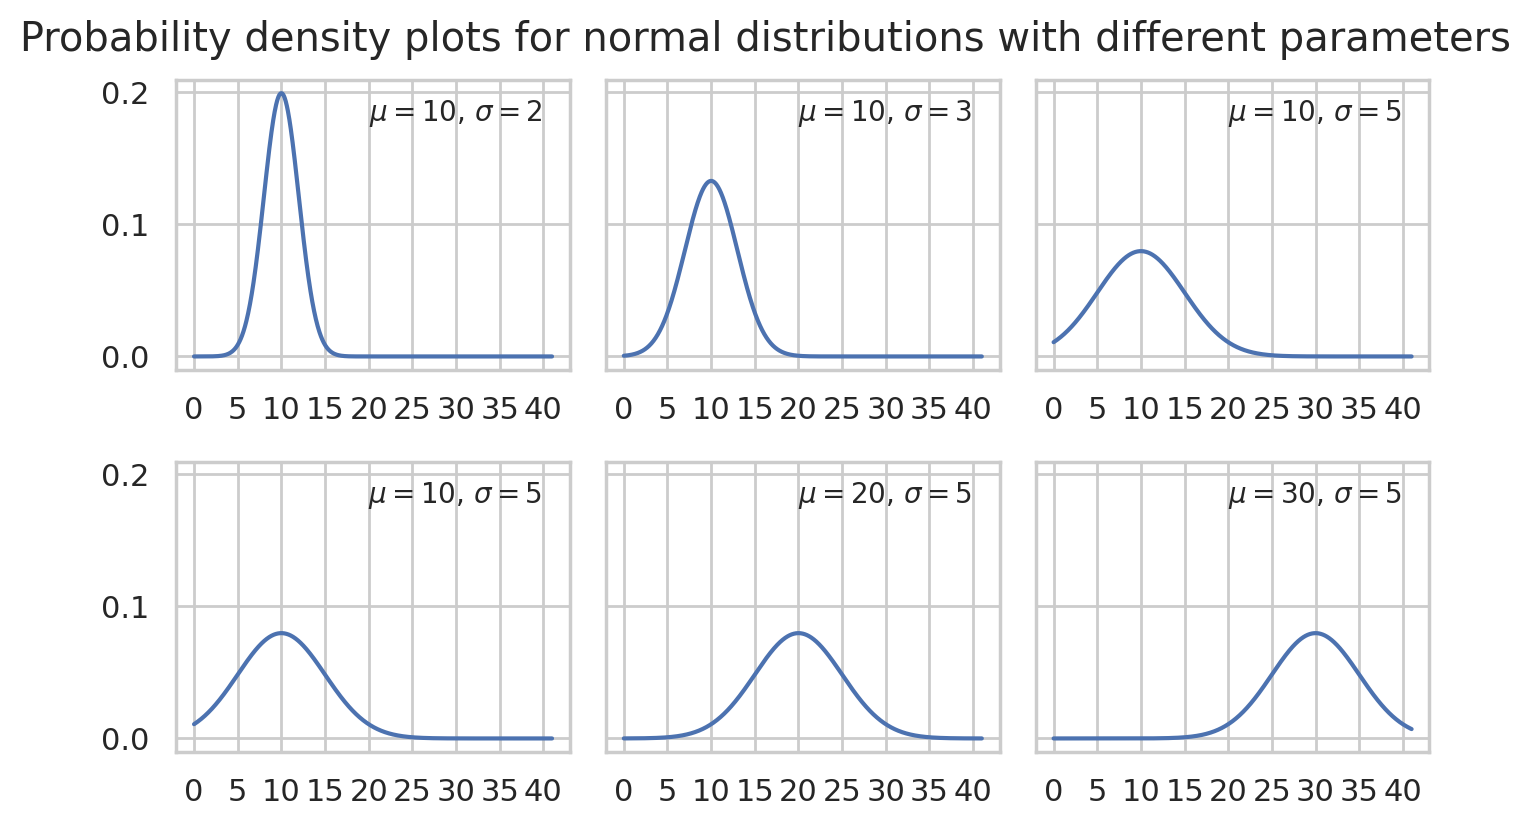 Probability density plots for normal distributions with different parameters
0.2
0.1
0.0
μ = 10, σ = 2
μ = 10, σ = 3
μ = 10, σ = 5
0 5 10 15 20 25 30 35 40
0 5 10 15 20 25 30 35 40
0 5 10 15 20 25 30 35 40
0.2
0.1
0.0
μ = 10, σ = 5
μ = 20, σ = 5
μ = 30, σ = 5
0 5 10 15 20 25 30 35 40
0 5 10 15 20 25 30 35 40
0 5 10 15 20 25 30 35 40